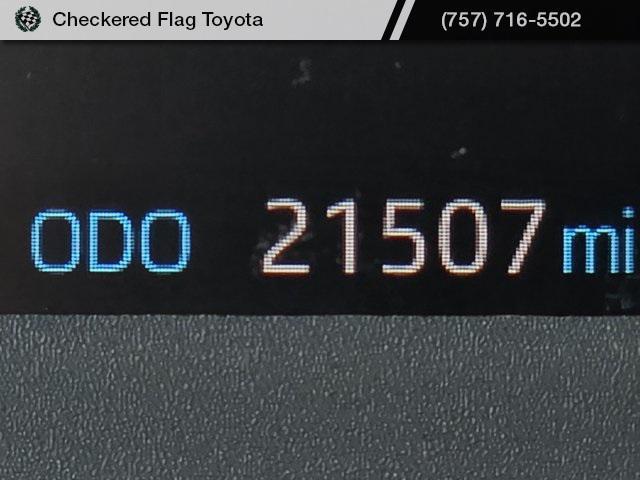 Checkered Flag Toyota (757) 716-5502
ODO 21507 mi